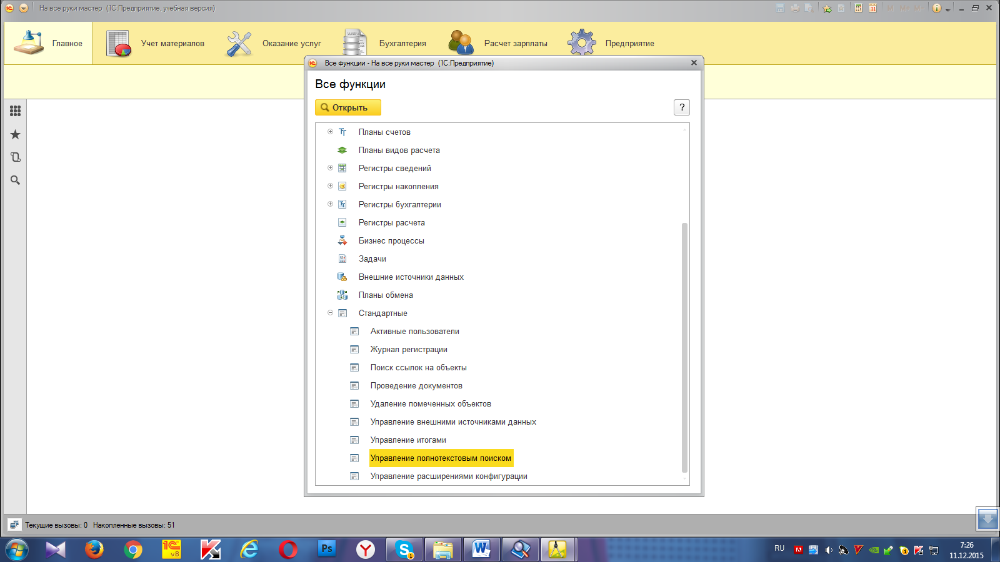 На все руки мастер (1С:Предприятие, учебная версия)
31 M M+ M-
Главное
Учет материалов
Оказание услуг
Бухгалтерия
Расчет зарплаты
Предприятие
Все функции - На все руки мастер (1С:Предприятие)
Все функции
Открыть
?
Планы счетов
Планы видов расчета
Регистры сведений
Регистры накопления
Регистры бухгалтерии
Регистры расчета
Бизнес процессы
Задачи
Внешние источники данных
Планы обмена
Стандартные
Активные пользователи
Журнал регистрации
Поиск ссылок на объекты
Проведение документов
Удаление помеченных объектов
Управление внешними источниками данных
Управление итогами
Управление полнотекстовым поиском
Управление расширениями конфигурации
Текущие вызовы: 0 Накопленные вызовы: 51
1С v8
Ps
RU
7:26
11.12.2015